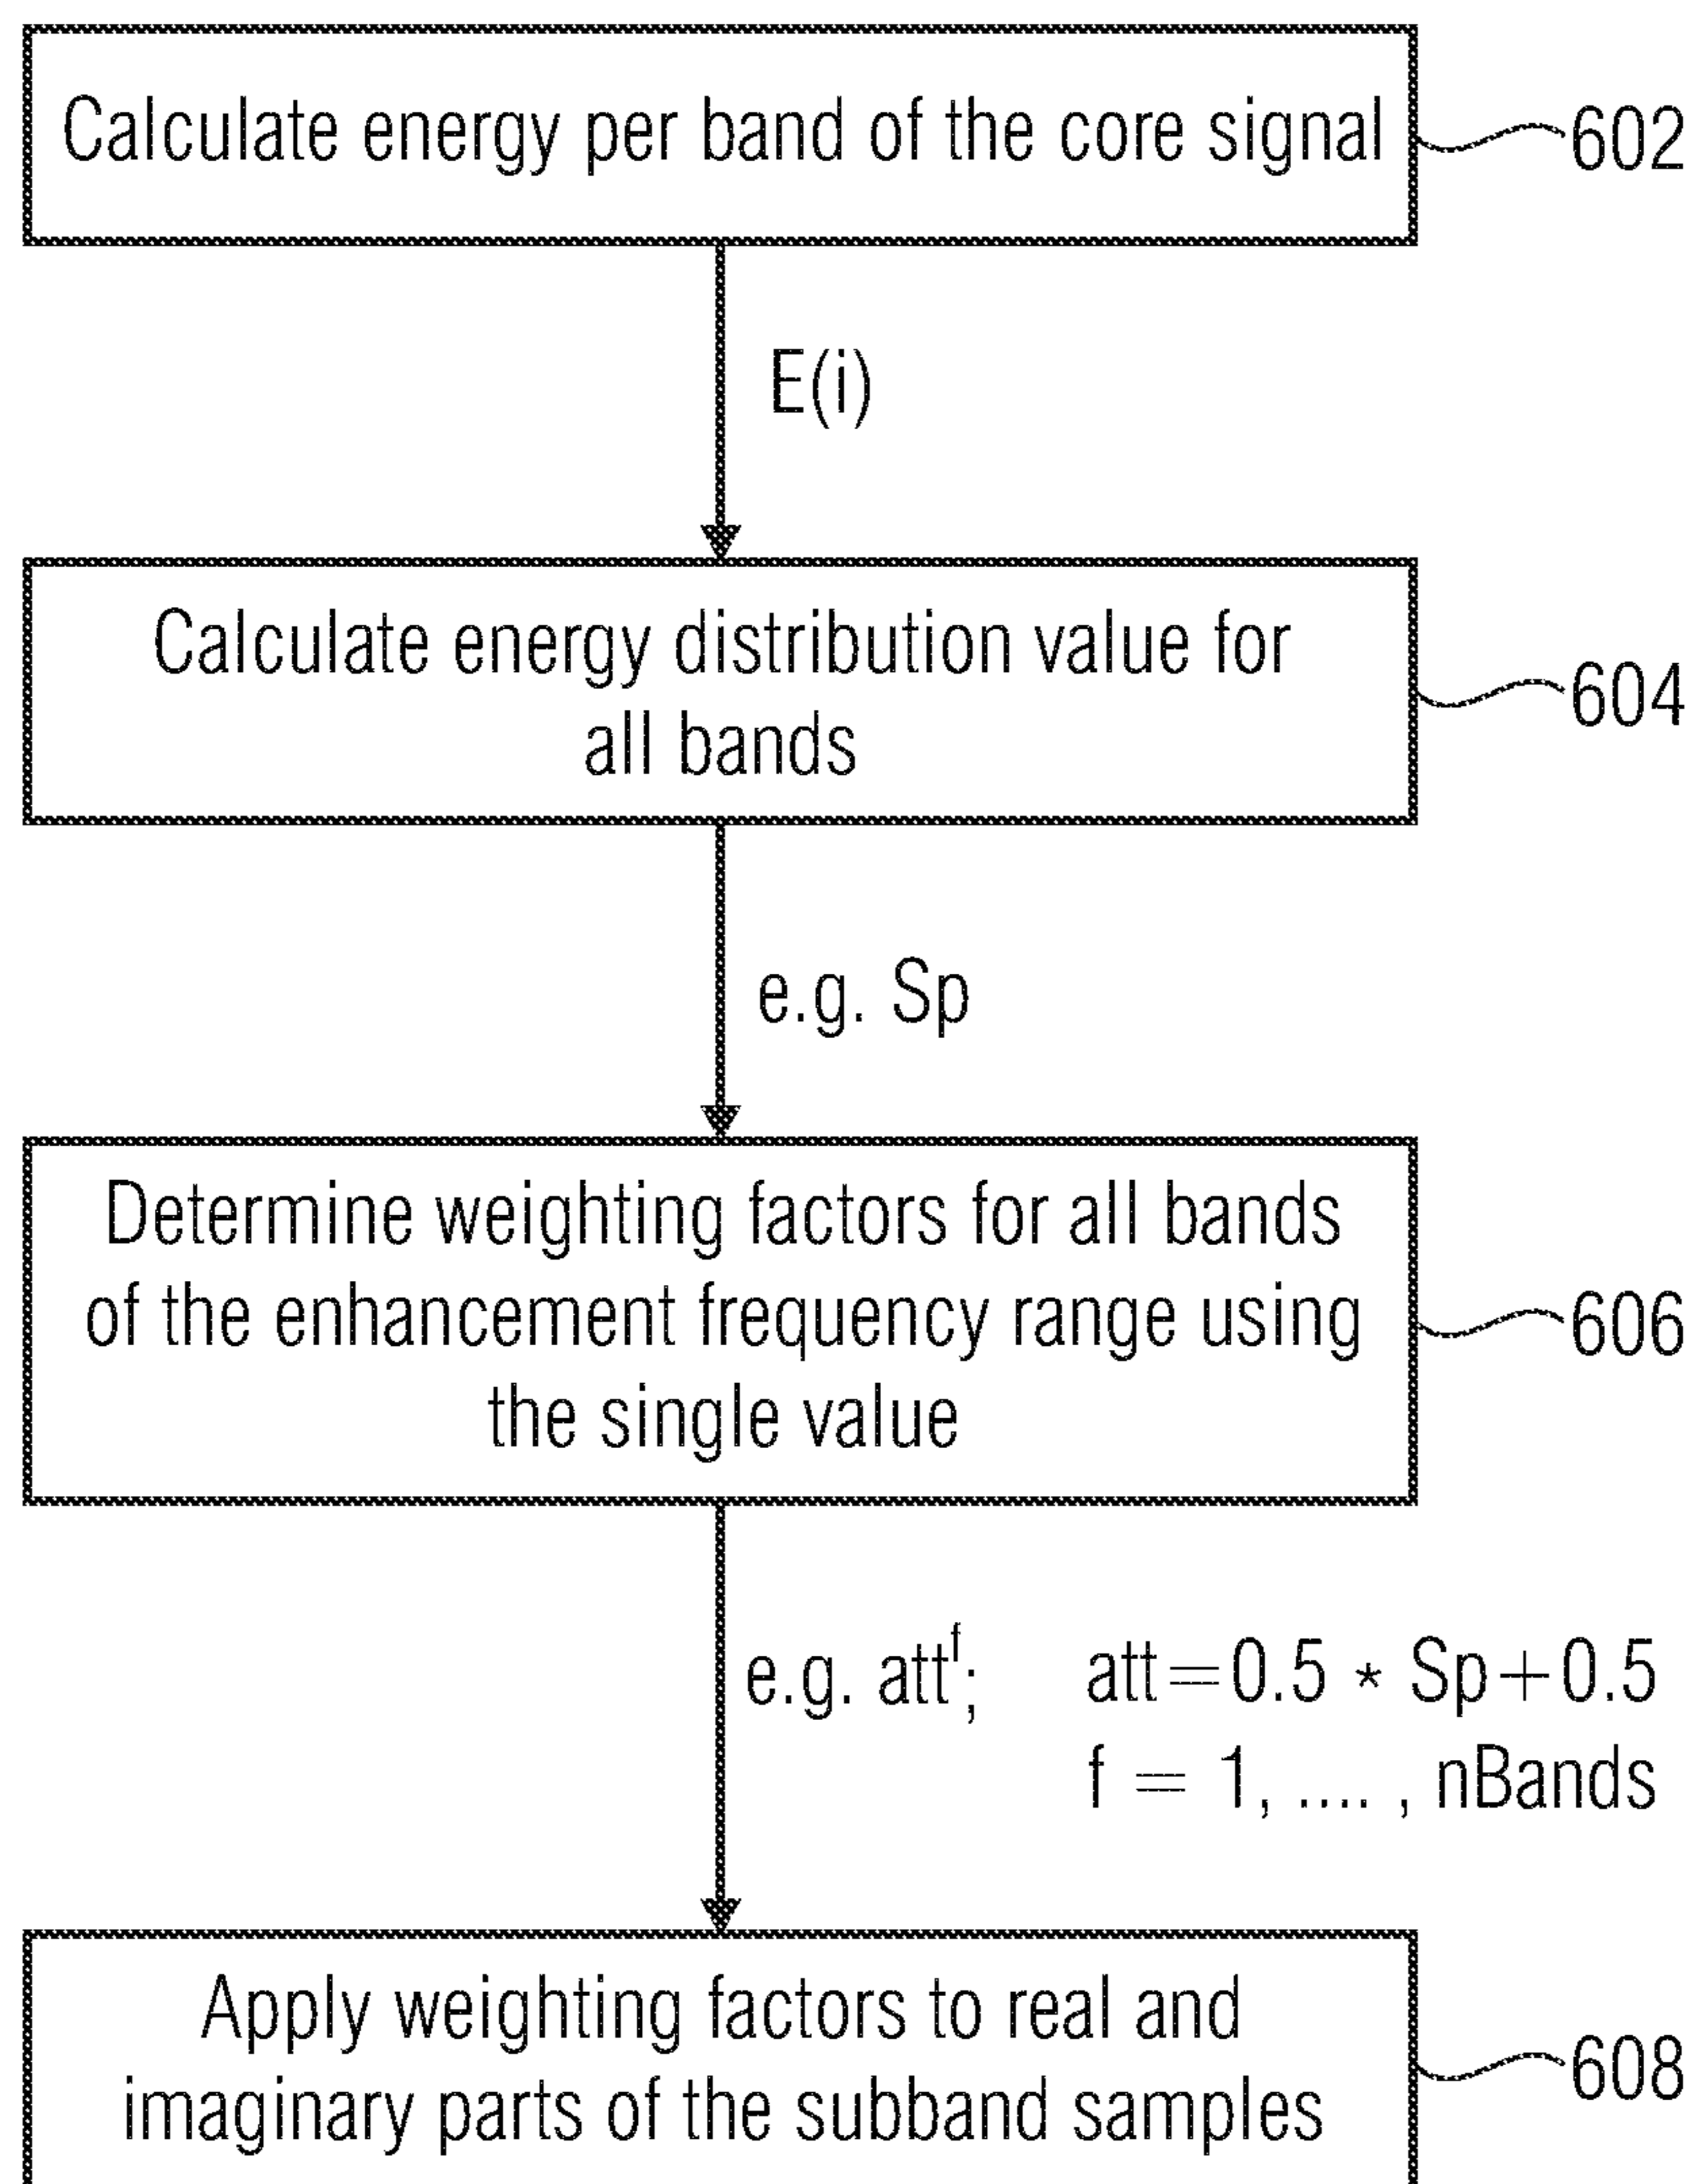 Calculate energy per band of the core signal
602
E(i)
Calculate energy distribution value for
all bands
604
e.g. Sp
Determine weighting factors for all bands
of the enhancement frequency range using
the single value
606
e.g. att^f; att=0.5 * Sp+0.5
f = 1, .... , nBands
Apply weighting factors to real and
imaginary parts of the subband samples
608